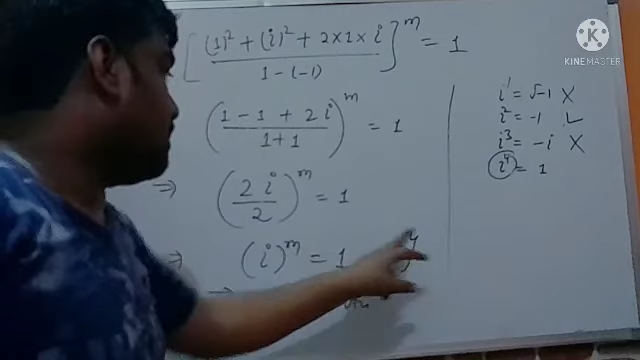 [ (1)² + (i)² + 2×1×i / 1-(-1) ]^m = 1
( 1 - 1 + 2i / 1+1 )^m = 1
⇒ ( 2i / 2 )^m = 1
⇒ (i)^m = 1
⇒
i¹ = √-1 X
i² = -1
i³ = -i X
i⁴ = 1
KINEMASTER